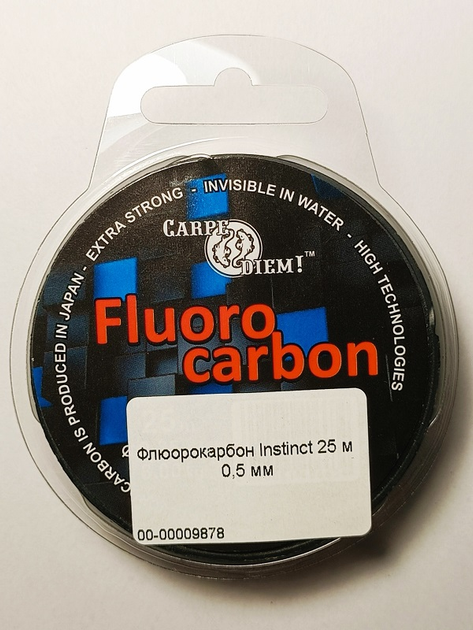 CARBON IS PRODUCED IN JAPAN - EXTRA STRONG - INVISIBLE IN WATER - HIGH TECHNOLOGIES
CARPE
DIEM!™
Fluoro
carbon
Флюорокарбон Instinct 25 м
0,5 мм
00-00009878